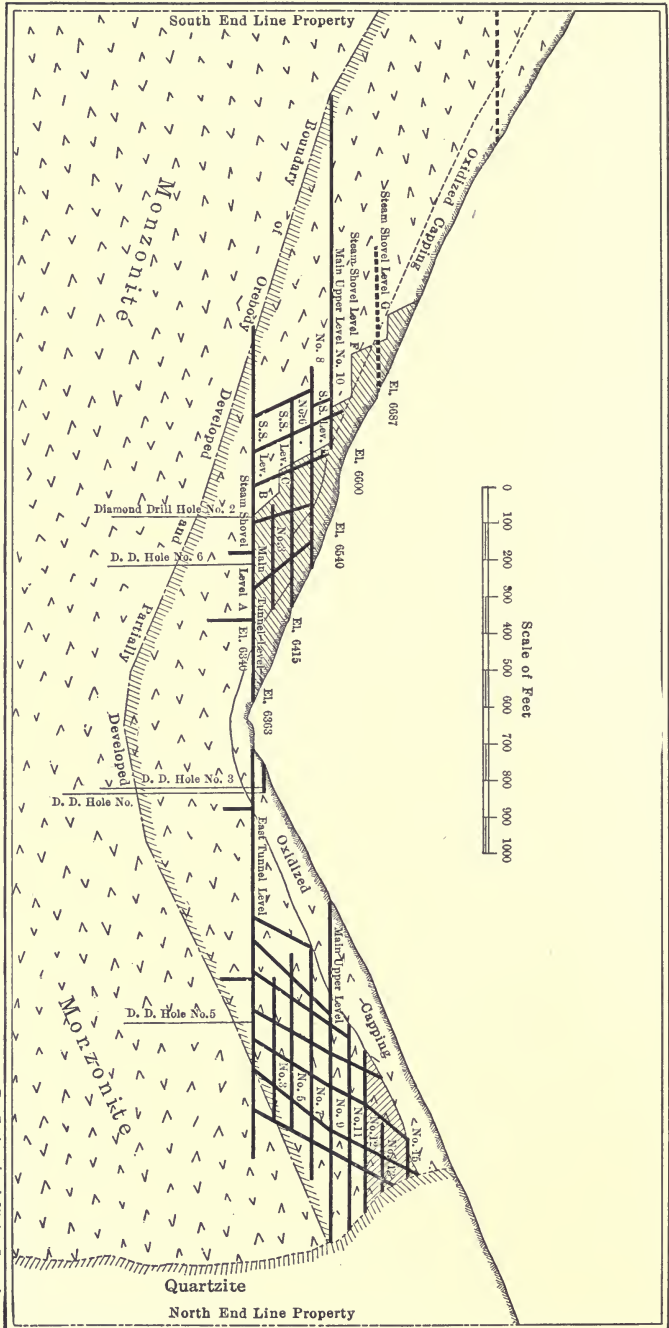 South End Line Property
Monzonite
Boundary of Orebody Developed and Partially Developed
Oxidized Capping
Steam Shovel Level G
Steam Shovel Level F
Main Upper Level No. 10
No. 8
S.S. Lev.
No. 6
S.S. Lev. C
S.S. Lev. B
No. 3
Main Tunnel Level
Steam Shovel Level A El. 6340
El. 6687
El. 6600
El. 6540
El. 6415
El. 6363
Diamond Drill Hole No. 2
D. D. Hole No. 6
D. D. Hole No. 3
D. D. Hole No.
D. D. Hole No.5
Scale of Feet
0 100 200 300 400 500 600 700 800 900 1000
East Tunnel Level
Oxidized Capping
Main Upper Level
No. 3
No. 5
No. 7
No. 9
No. 11
No. 12
No. 15
Monzonite
Quartzite
North End Line Property